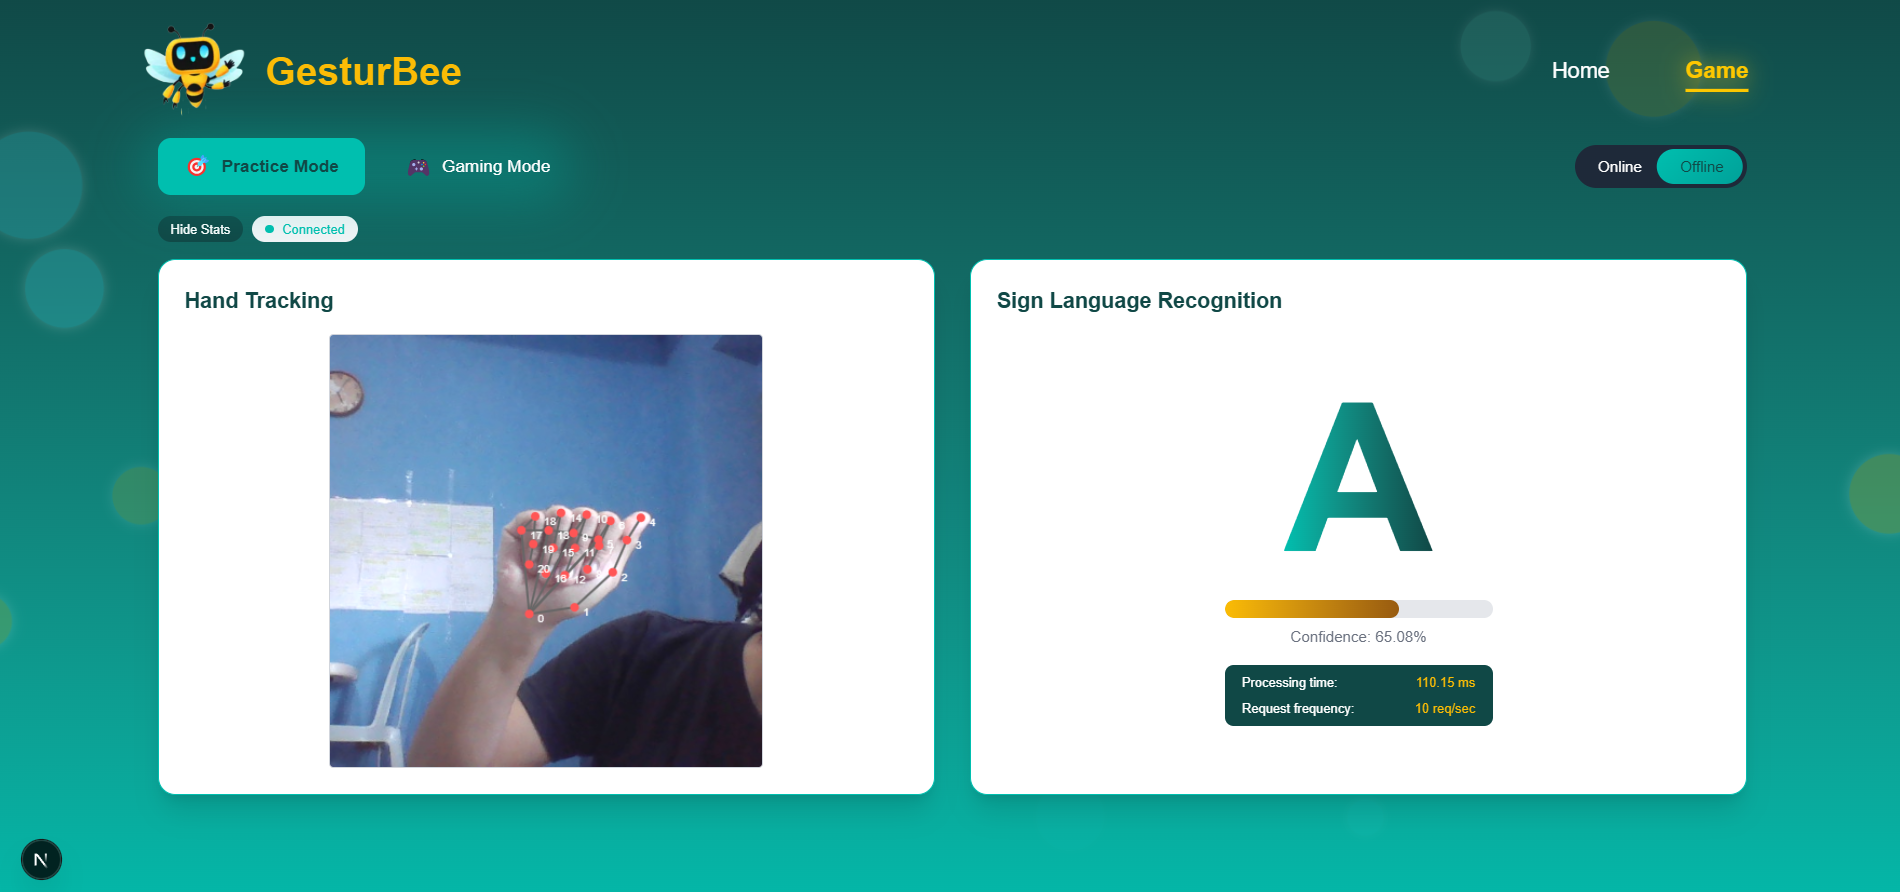 GesturBee
Home
Game
Practice Mode
Gaming Mode
Online
Offline
Hide Stats
Connected
Hand Tracking
Sign Language Recognition
18
14
10
6
4
17
13
9
5
3
19
15
11
7
20
16
12
2
0
1
A
Confidence: 65.08%
Processing time: 110.15 ms
Request frequency: 10 req/sec
N